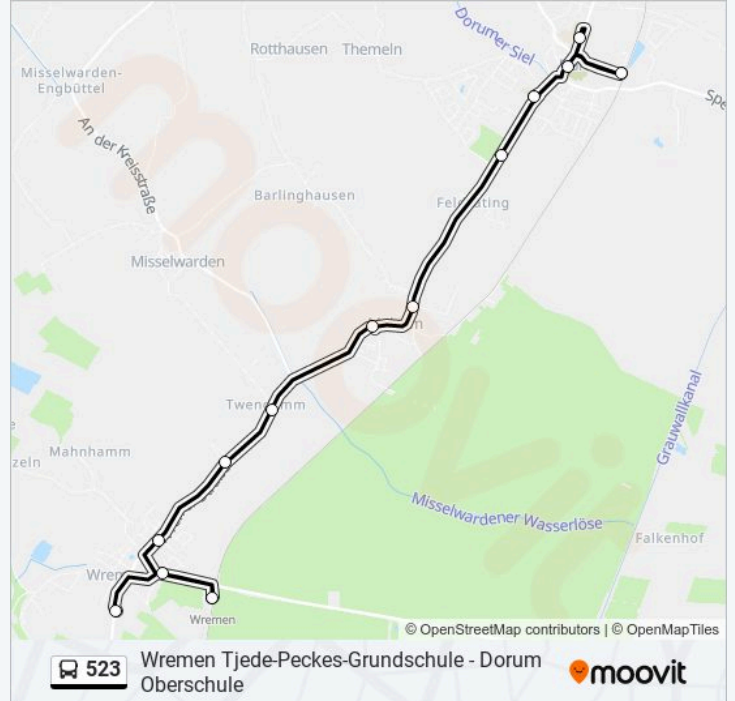 Dorumer Siel
Rotthausen
Themeln
Misselwarden-
Engbüttel
Spe
An der Kreisstraße
Barlinghausen
Misselwarden
Grauwallkanal
zeln
Mahnhamm
Misselwardener Wasserlöse
Falkenhof
Wremen
© OpenStreetMap contributors | © OpenMapTiles
523
Wremen Tjede-Peckes-Grundschule - Dorum
Oberschule
moovit